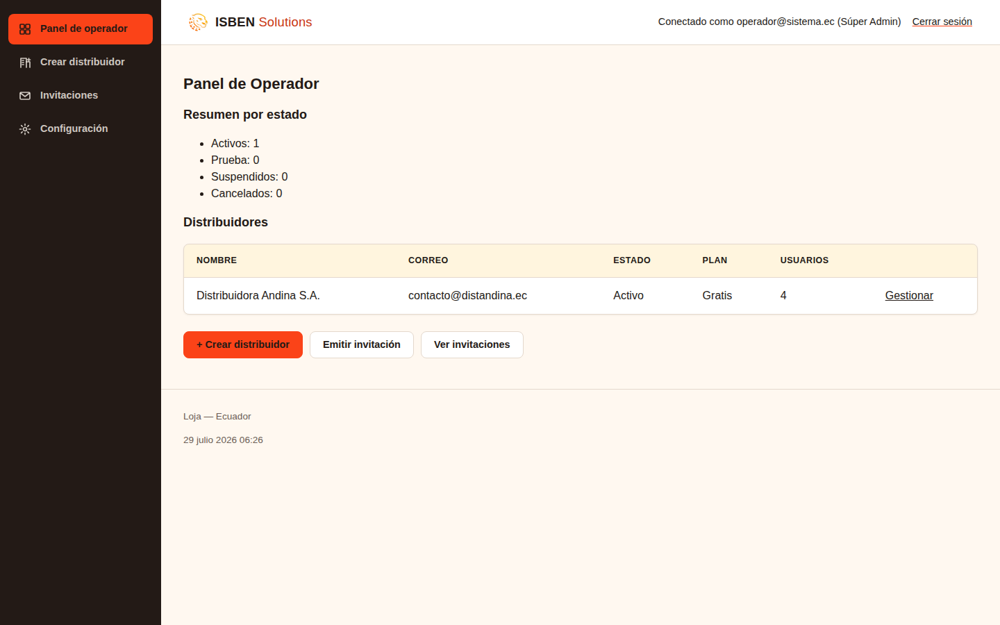 Panel de operador
Crear distribuidor
Invitaciones
Configuración
ISBEN Solutions
Conectado como operador@sistema.ec (Súper Admin) Cerrar sesión
Panel de Operador
Resumen por estado
Activos: 1
Prueba: 0
Suspendidos: 0
Cancelados: 0
Distribuidores
NOMBRE CORREO ESTADO PLAN USUARIOS
Distribuidora Andina S.A. contacto@distandina.ec Activo Gratis 4 Gestionar
+ Crear distribuidor Emitir invitación Ver invitaciones
Loja — Ecuador
29 julio 2026 06:26